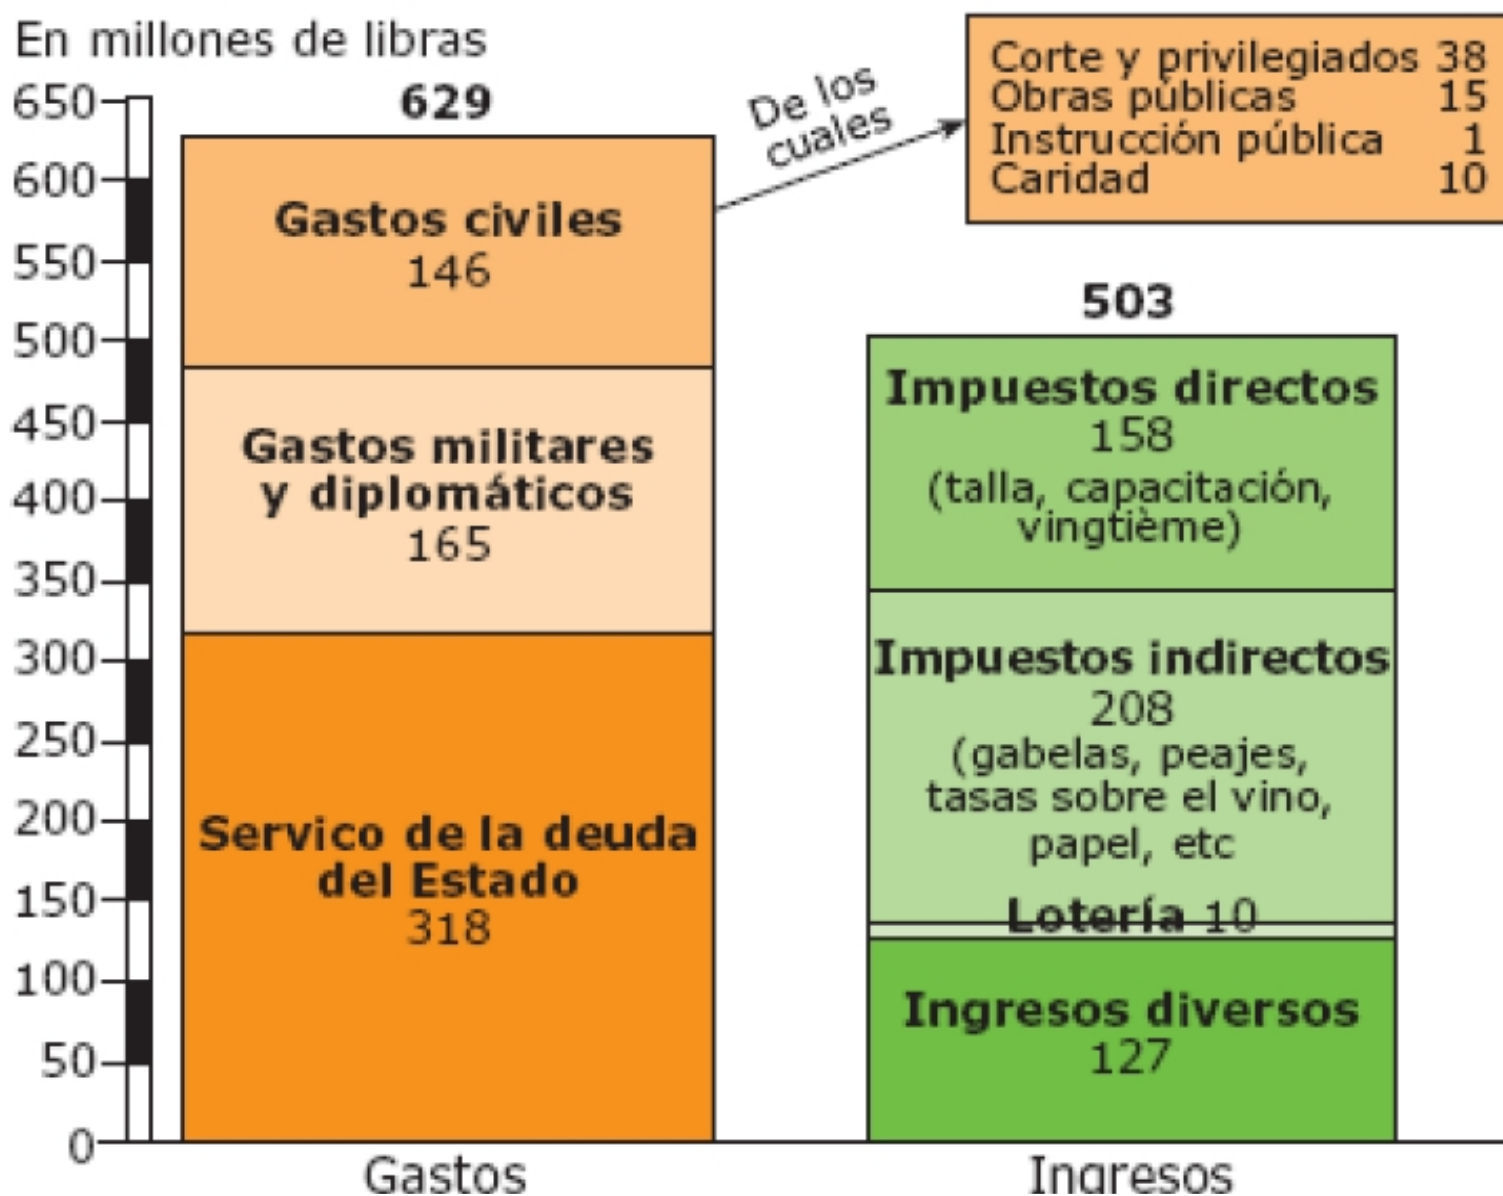 En millones de libras
650
600
550
500
450
400
350
300
250
200
150
100
50
0
629
Gastos civiles
146
Gastos militares
y diplomáticos
165
Servico de la deuda
del Estado
318
Gastos
De los
cuales
Corte y privilegiados 38
Obras públicas 15
Instrucción pública 1
Caridad 10
503
Impuestos directos
158
(talla, capacitación,
vingtième)
Impuestos indirectos
208
(gabelas, peajes,
tasas sobre el vino,
papel, etc
Lotería 10
Ingresos diversos
127
Ingresos